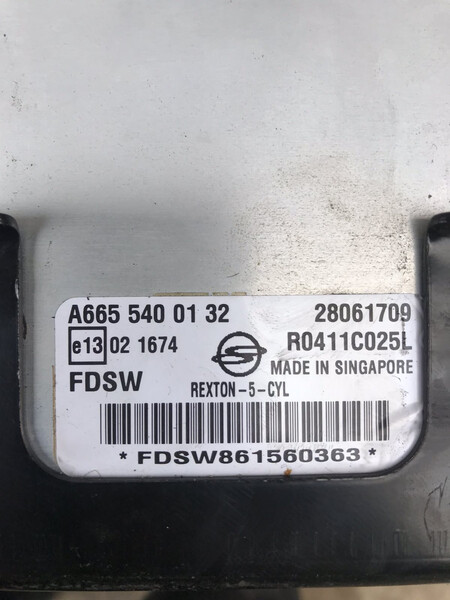 A665 540 01 32 28061709
e13 02 1674 R0411C025L
MADE IN SINGAPORE
FDSW REXTON-5-CYL
* FDSW861560363 *